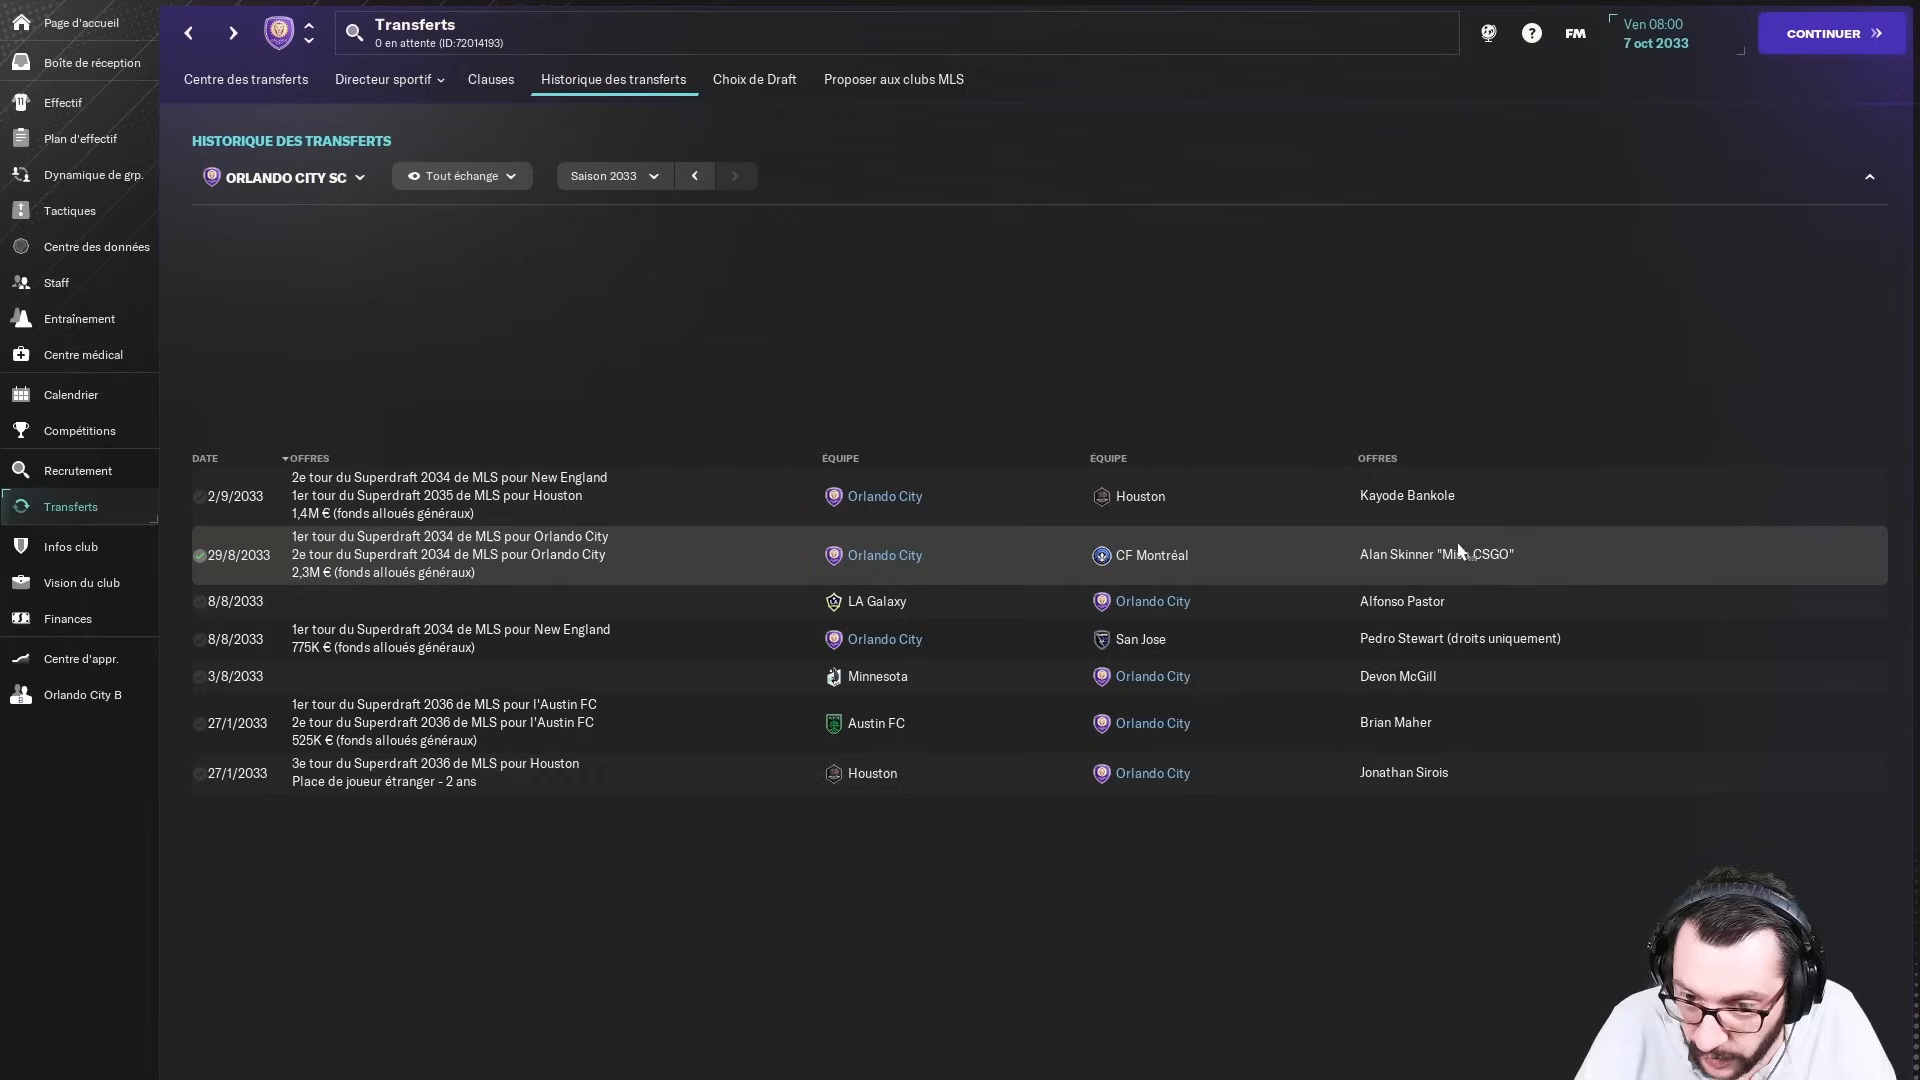 Page d'accueil
Boîte de réception
Effectif
Plan d'effectif
Dynamique de grp.
Tactiques
Centre des données
Staff
Entraînement
Centre médical
Calendrier
Compétitions
Recrutement
Transferts
Infos club
Vision du club
Finances
Centre d'appr.
Orlando City B
Transferts
0 en attente (ID:72014193)
FM
Ven 08:00
7 oct 2033
CONTINUER
Centre des transferts Directeur sportif Clauses Historique des transferts Choix de Draft Proposer aux clubs MLS
HISTORIQUE DES TRANSFERTS
ORLANDO CITY SC Tout échange Saison 2033
DATE OFFRES ÉQUIPE ÉQUIPE OFFRES
2e tour du Superdraft 2034 de MLS pour New England
2/9/2033 1er tour du Superdraft 2035 de MLS pour Houston Orlando City Houston Kayode Bankole
1,4M € (fonds alloués généraux)
1er tour du Superdraft 2034 de MLS pour Orlando City
29/8/2033 2e tour du Superdraft 2034 de MLS pour Orlando City Orlando City CF Montréal Alan Skinner CSGO"
2,3M € (fonds alloués généraux)
8/8/2033 LA Galaxy Orlando City Alfonso Pastor
1er tour du Superdraft 2034 de MLS pour New England
8/8/2033 Orlando City San Jose Pedro Stewart (droits uniquement)
775K € (fonds alloués généraux)
3/8/2033 Minnesota Orlando City Devon McGill
1er tour du Superdraft 2036 de MLS pour l'Austin FC
27/1/2033 2e tour du Superdraft 2036 de MLS pour l'Austin FC Austin FC Orlando City Brian Maher
525K € (fonds alloués généraux)
3e tour du Superdraft 2036 de MLS pour Houston
27/1/2033 Houston Orlando City Jonathan Sirois
Place de joueur étranger - 2 ans